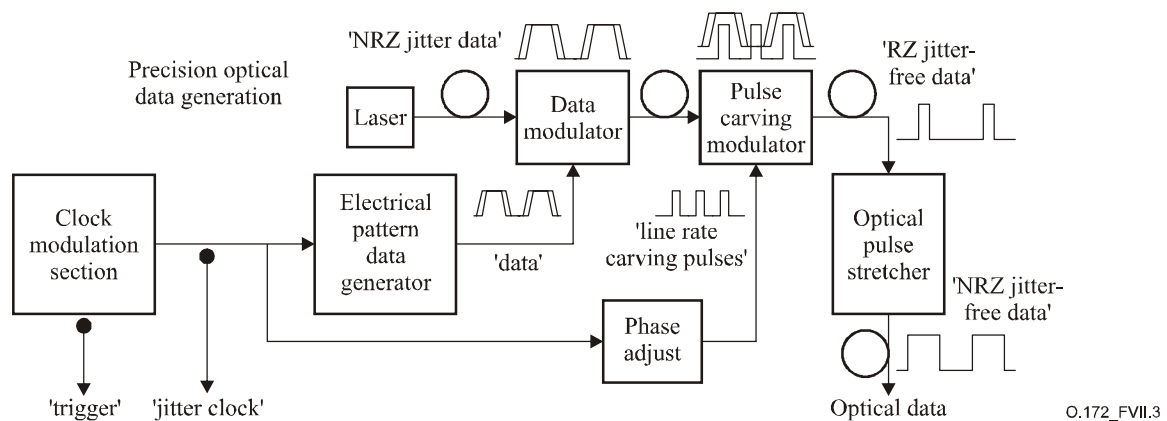 Precision optical
data generation
'NRZ jitter data'
Laser
Data
modulator
Pulse
carving
modulator
'RZ jitter-
free data'
Clock
modulation
section
Electrical
pattern
data
generator
'data'
'line rate
carving pulses'
Optical
pulse
stretcher
'NRZ jitter-
free data'
Phase
adjust
'trigger'
'jitter clock'
Optical data
O.172_FVII.3